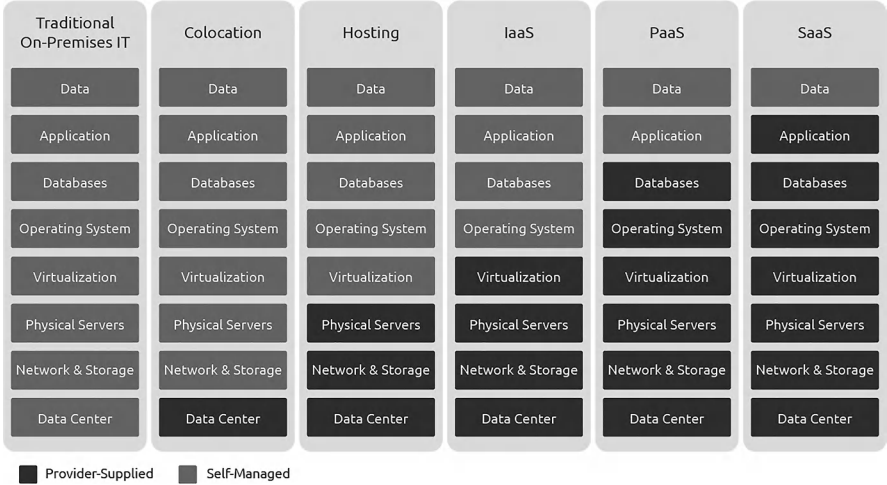 Traditional
On-Premises IT
Colocation
Hosting
IaaS
PaaS
SaaS
Data
Data
Data
Data
Data
Data
Application
Application
Application
Application
Application
Application
Databases
Databases
Databases
Databases
Databases
Databases
Operating System
Operating System
Operating System
Operating System
Operating System
Operating System
Virtualization
Virtualization
Virtualization
Virtualization
Virtualization
Virtualization
Physical Servers
Physical Servers
Physical Servers
Physical Servers
Physical Servers
Physical Servers
Network & Storage
Network & Storage
Network & Storage
Network & Storage
Network & Storage
Network & Storage
Data Center
Data Center
Data Center
Data Center
Data Center
Data Center
Provider-Supplied
Self-Managed